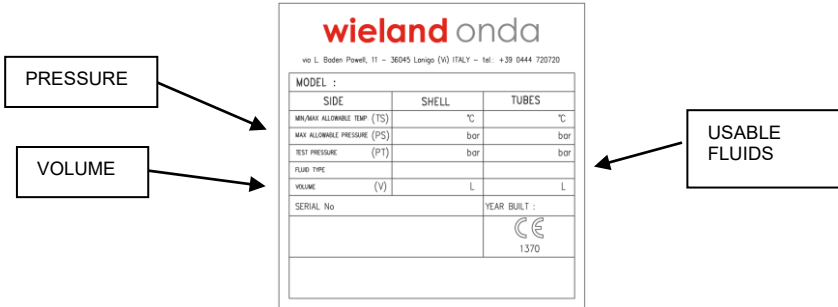 wieland onda
via L. Baden Powell, 11 – 36045 Lonigo (Vi) ITALY – tel.: +39 0444 720720
MODEL :
SIDE SHELL TUBES
MIN/MAX ALLOWABLE TEMP (TS) °C °C
MAX ALLOWABLE PRESSURE (PS) bar bar
TEST PRESSURE (PT) bar bar
FLUID TYPE
VOLUME (V) L L
SERIAL No YEAR BUILT :
CE
1370
PRESSURE
VOLUME
USABLE
FLUIDS